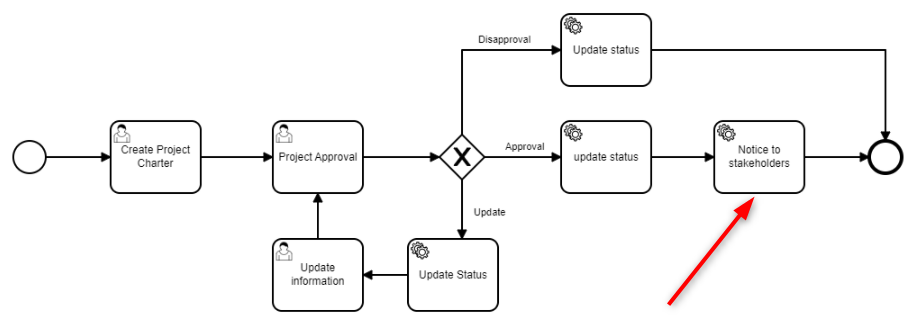 Disapproval
Update status
Create Project
Charter
Project Approval
Approval
update status
Notice to
stakeholders
Update
Update
information
Update Status